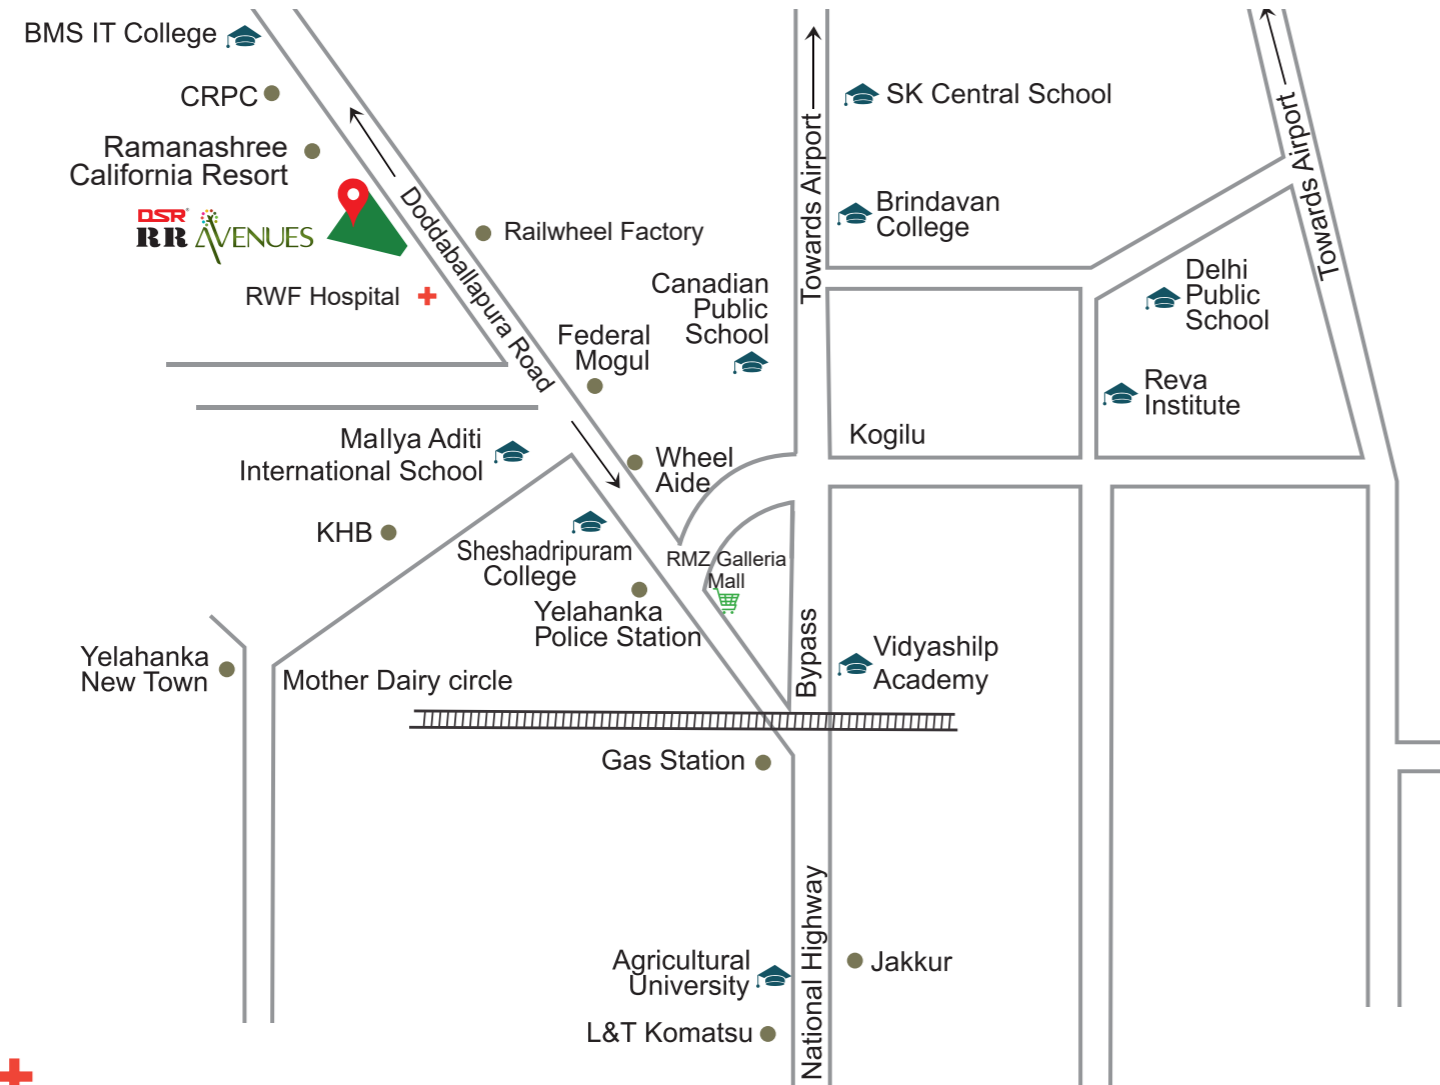 BMS IT College
CRPC
Ramanashree
California Resort
DSR
RR AVENUES
RWF Hospital
Doddaballapura Road
Railwheel Factory
Federal
Mogul
Canadian
Public
School
Towards Airport
SK Central School
Brindavan
College
Towards Airport
Delhi
Public
School
Reva
Institute
Kogilu
Mallya Aditi
International School
Wheel
Aide
KHB
Sheshadripuram
College
RMZ Galleria
Mall
Yelahanka
Police Station
Yelahanka
New Town
Mother Dairy circle
Bypass
Vidyashilp
Academy
Gas Station
Agricultural
University
National Highway
Jakkur
L&T Komatsu